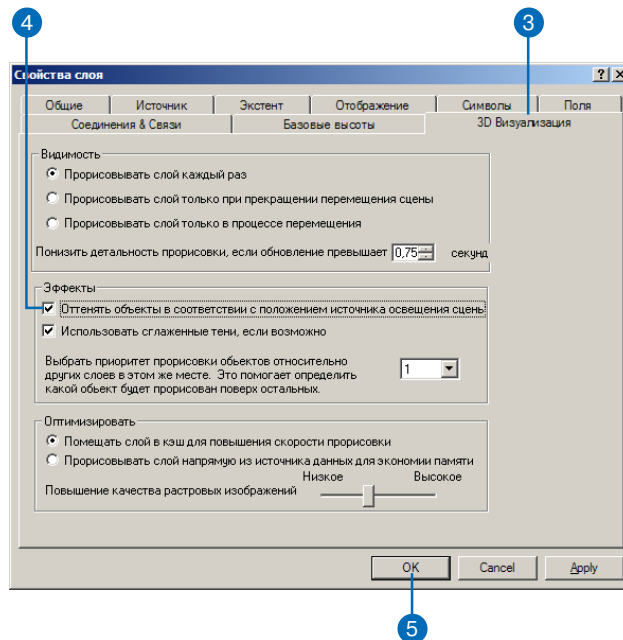 4
3
Свойства слоя
Общие
Источник
Экстент
Отображение
Символы
Поля
Соединения & Связи
Базовые высоты
3D Визуализация
Видимость
Прорисовывать слой каждый раз
Прорисовывать слой только при прекращении перемещения сцены
Прорисовывать слой только в процессе перемещения
Понизить детальность прорисовки, если обновление превышает 0,75 секунд
Эффекты
Оттенять объекты в соответствии с положением источника освещения сцень
Использовать сглаженные тени, если возможно
Выбрать приоритет прорисовки объектов относительно
других слоев в этом же месте. Это помогает определить
какой объект будет прорисован поверх остальных.
1
Оптимизировать
Помещать слой в кэш для повышения скорости прорисовки
Прорисовывать слой напрямую из источника данных для экономии памяти
Низкое
Высокое
Повышение качества растровых изображений
OK
Cancel
Apply
5